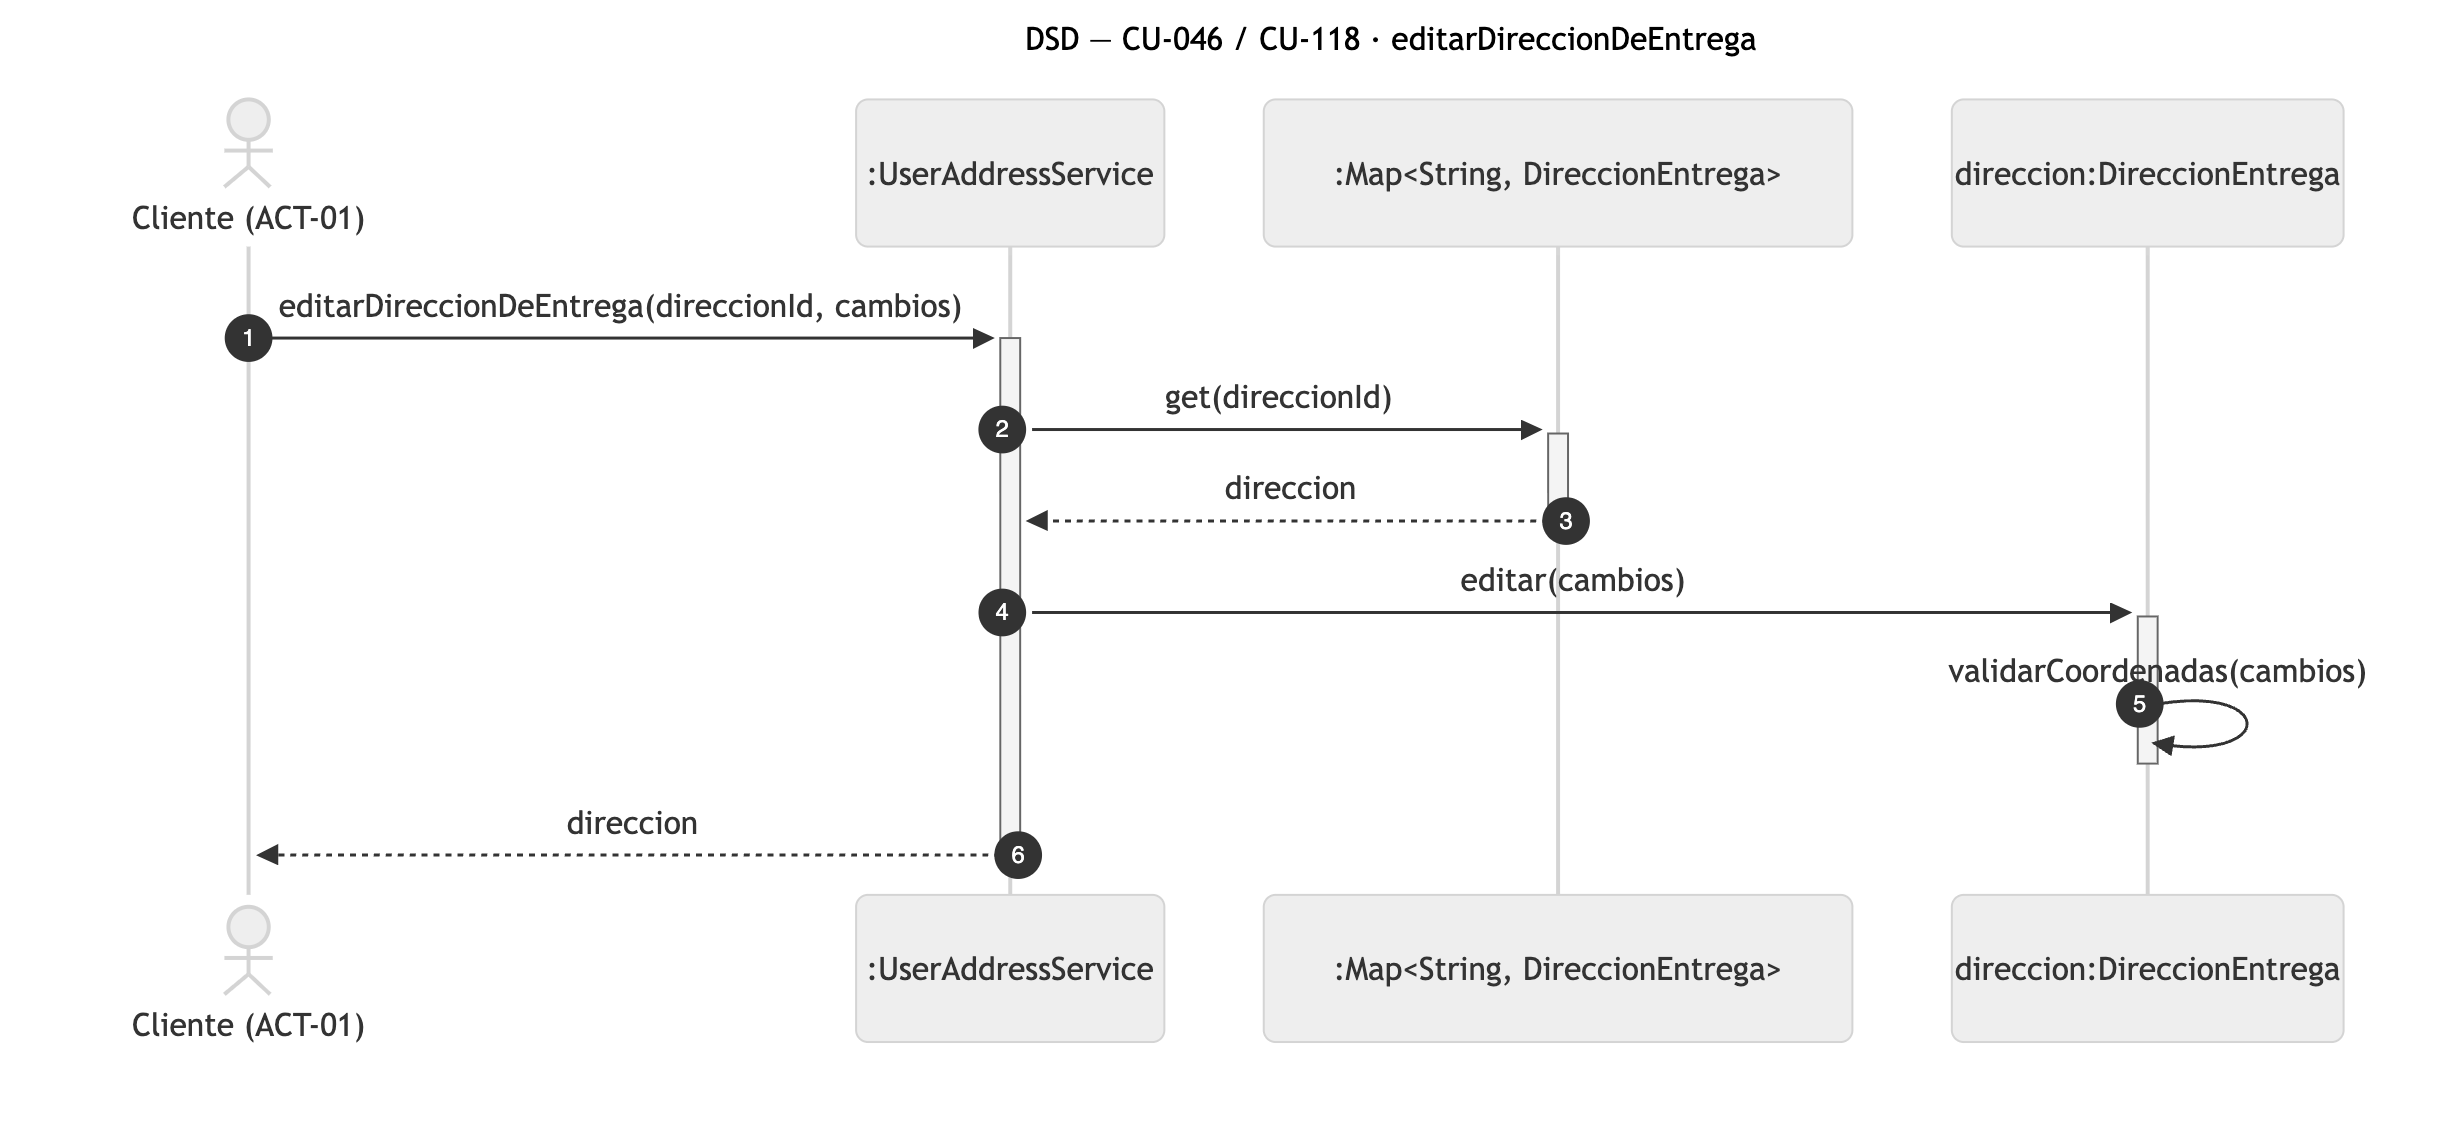 DSD — CU-046 / CU-118 · editarDireccionDeEntrega
Cliente (ACT-01)
:UserAddressService
:Map<String, DireccionEntrega>
direccion:DireccionEntrega
editarDireccionDeEntrega(direccionId, cambios)
1
get(direccionId)
2
direccion
3
editar(cambios)
4
validarCoordenadas(cambios)
5
direccion
6
Cliente (ACT-01)
:UserAddressService
:Map<String, DireccionEntrega>
direccion:DireccionEntrega